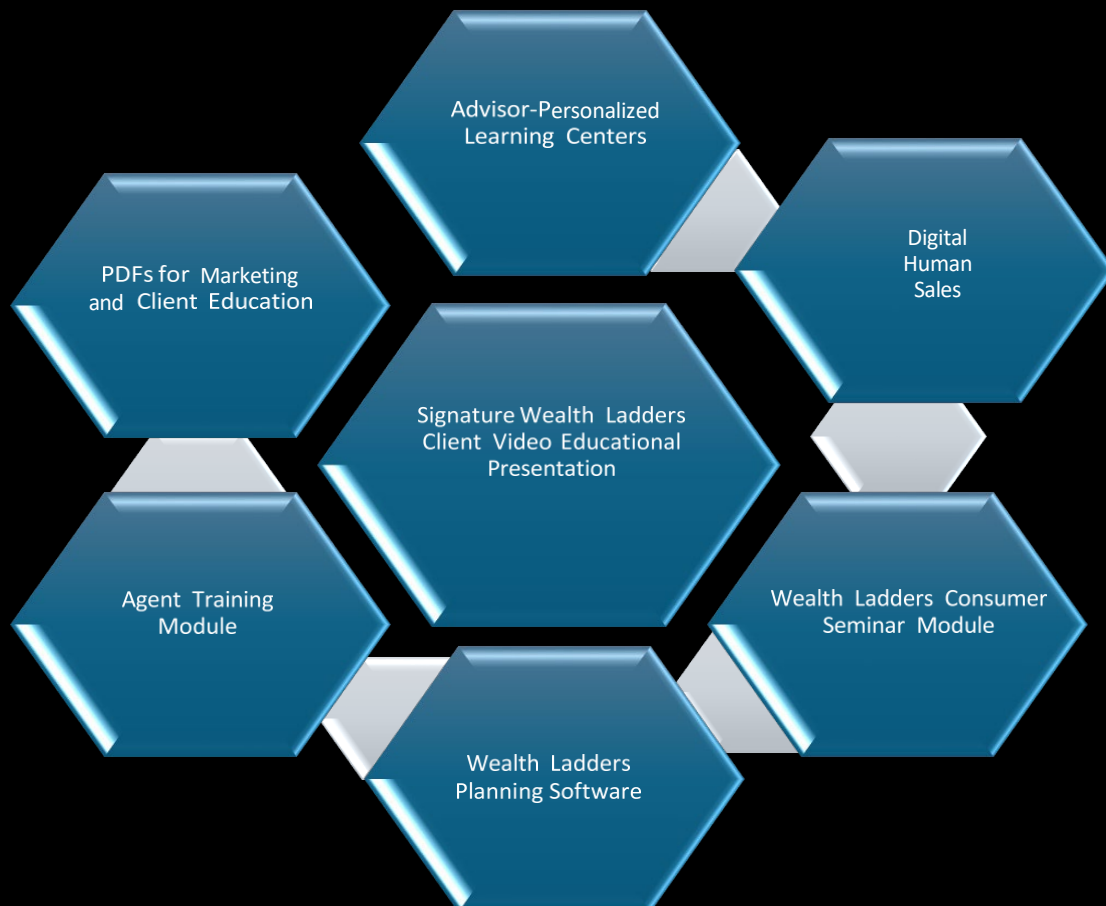 Advisor-Personalized
Learning Centers
Digital
Human
Sales
PDFs for Marketing
and Client Education
Signature Wealth Ladders
Client Video Educational
Presentation
Agent Training
Module
Wealth Ladders Consumer
Seminar Module
Wealth Ladders
Planning Software